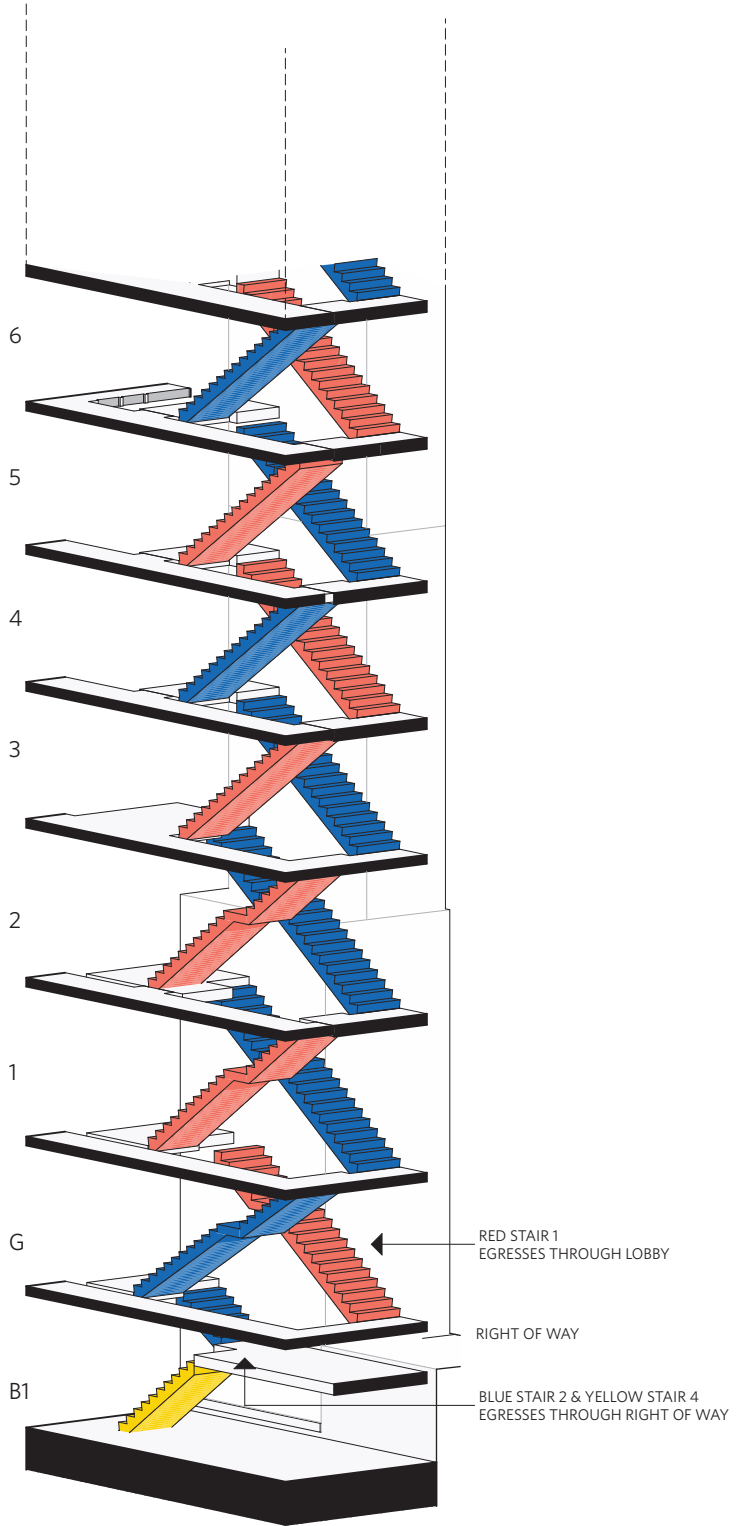 6
5
4
3
2
1
G
RED STAIR 1
EGRESSES THROUGH LOBBY
RIGHT OF WAY
B1
BLUE STAIR 2 & YELLOW STAIR 4
EGRESSES THROUGH RIGHT OF WAY